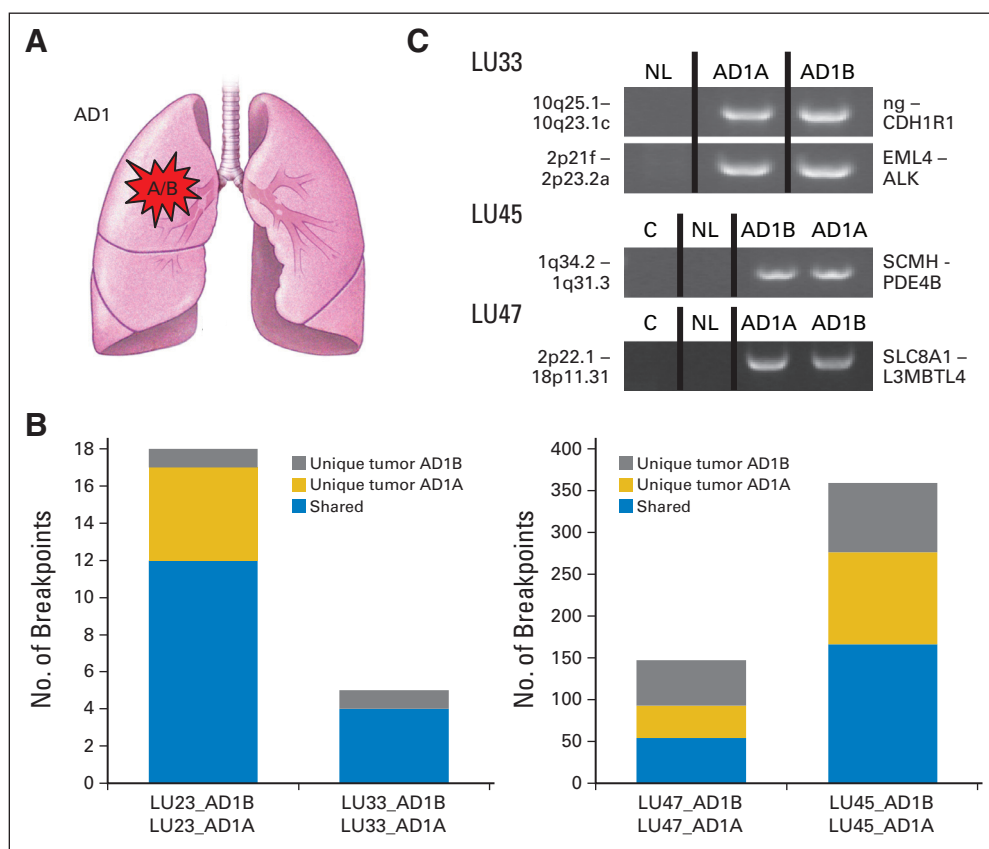 A
AD1
A/B
C
LU33
NL AD1A AD1B
10q25.1–
10q23.1c
ng –
CDH1R1
2p21f –
2p23.2a
EML4 –
ALK
LU45
C NL AD1B AD1A
1q34.2 –
1q31.3
SCMH -
PDE4B
LU47
C NL AD1A AD1B
2p22.1 –
18p11.31
SLC8A1 –
L3MBTL4
B
No. of Breakpoints
18
16
14
12
10
8
6
4
2
0
Unique tumor AD1B
Unique tumor AD1A
Shared
LU23_AD1B LU33_AD1B
LU23_AD1A LU33_AD1A
No. of Breakpoints
400
350
300
250
200
150
100
50
0
Unique tumor AD1B
Unique tumor AD1A
Shared
LU47_AD1B LU45_AD1B
LU47_AD1A LU45_AD1A